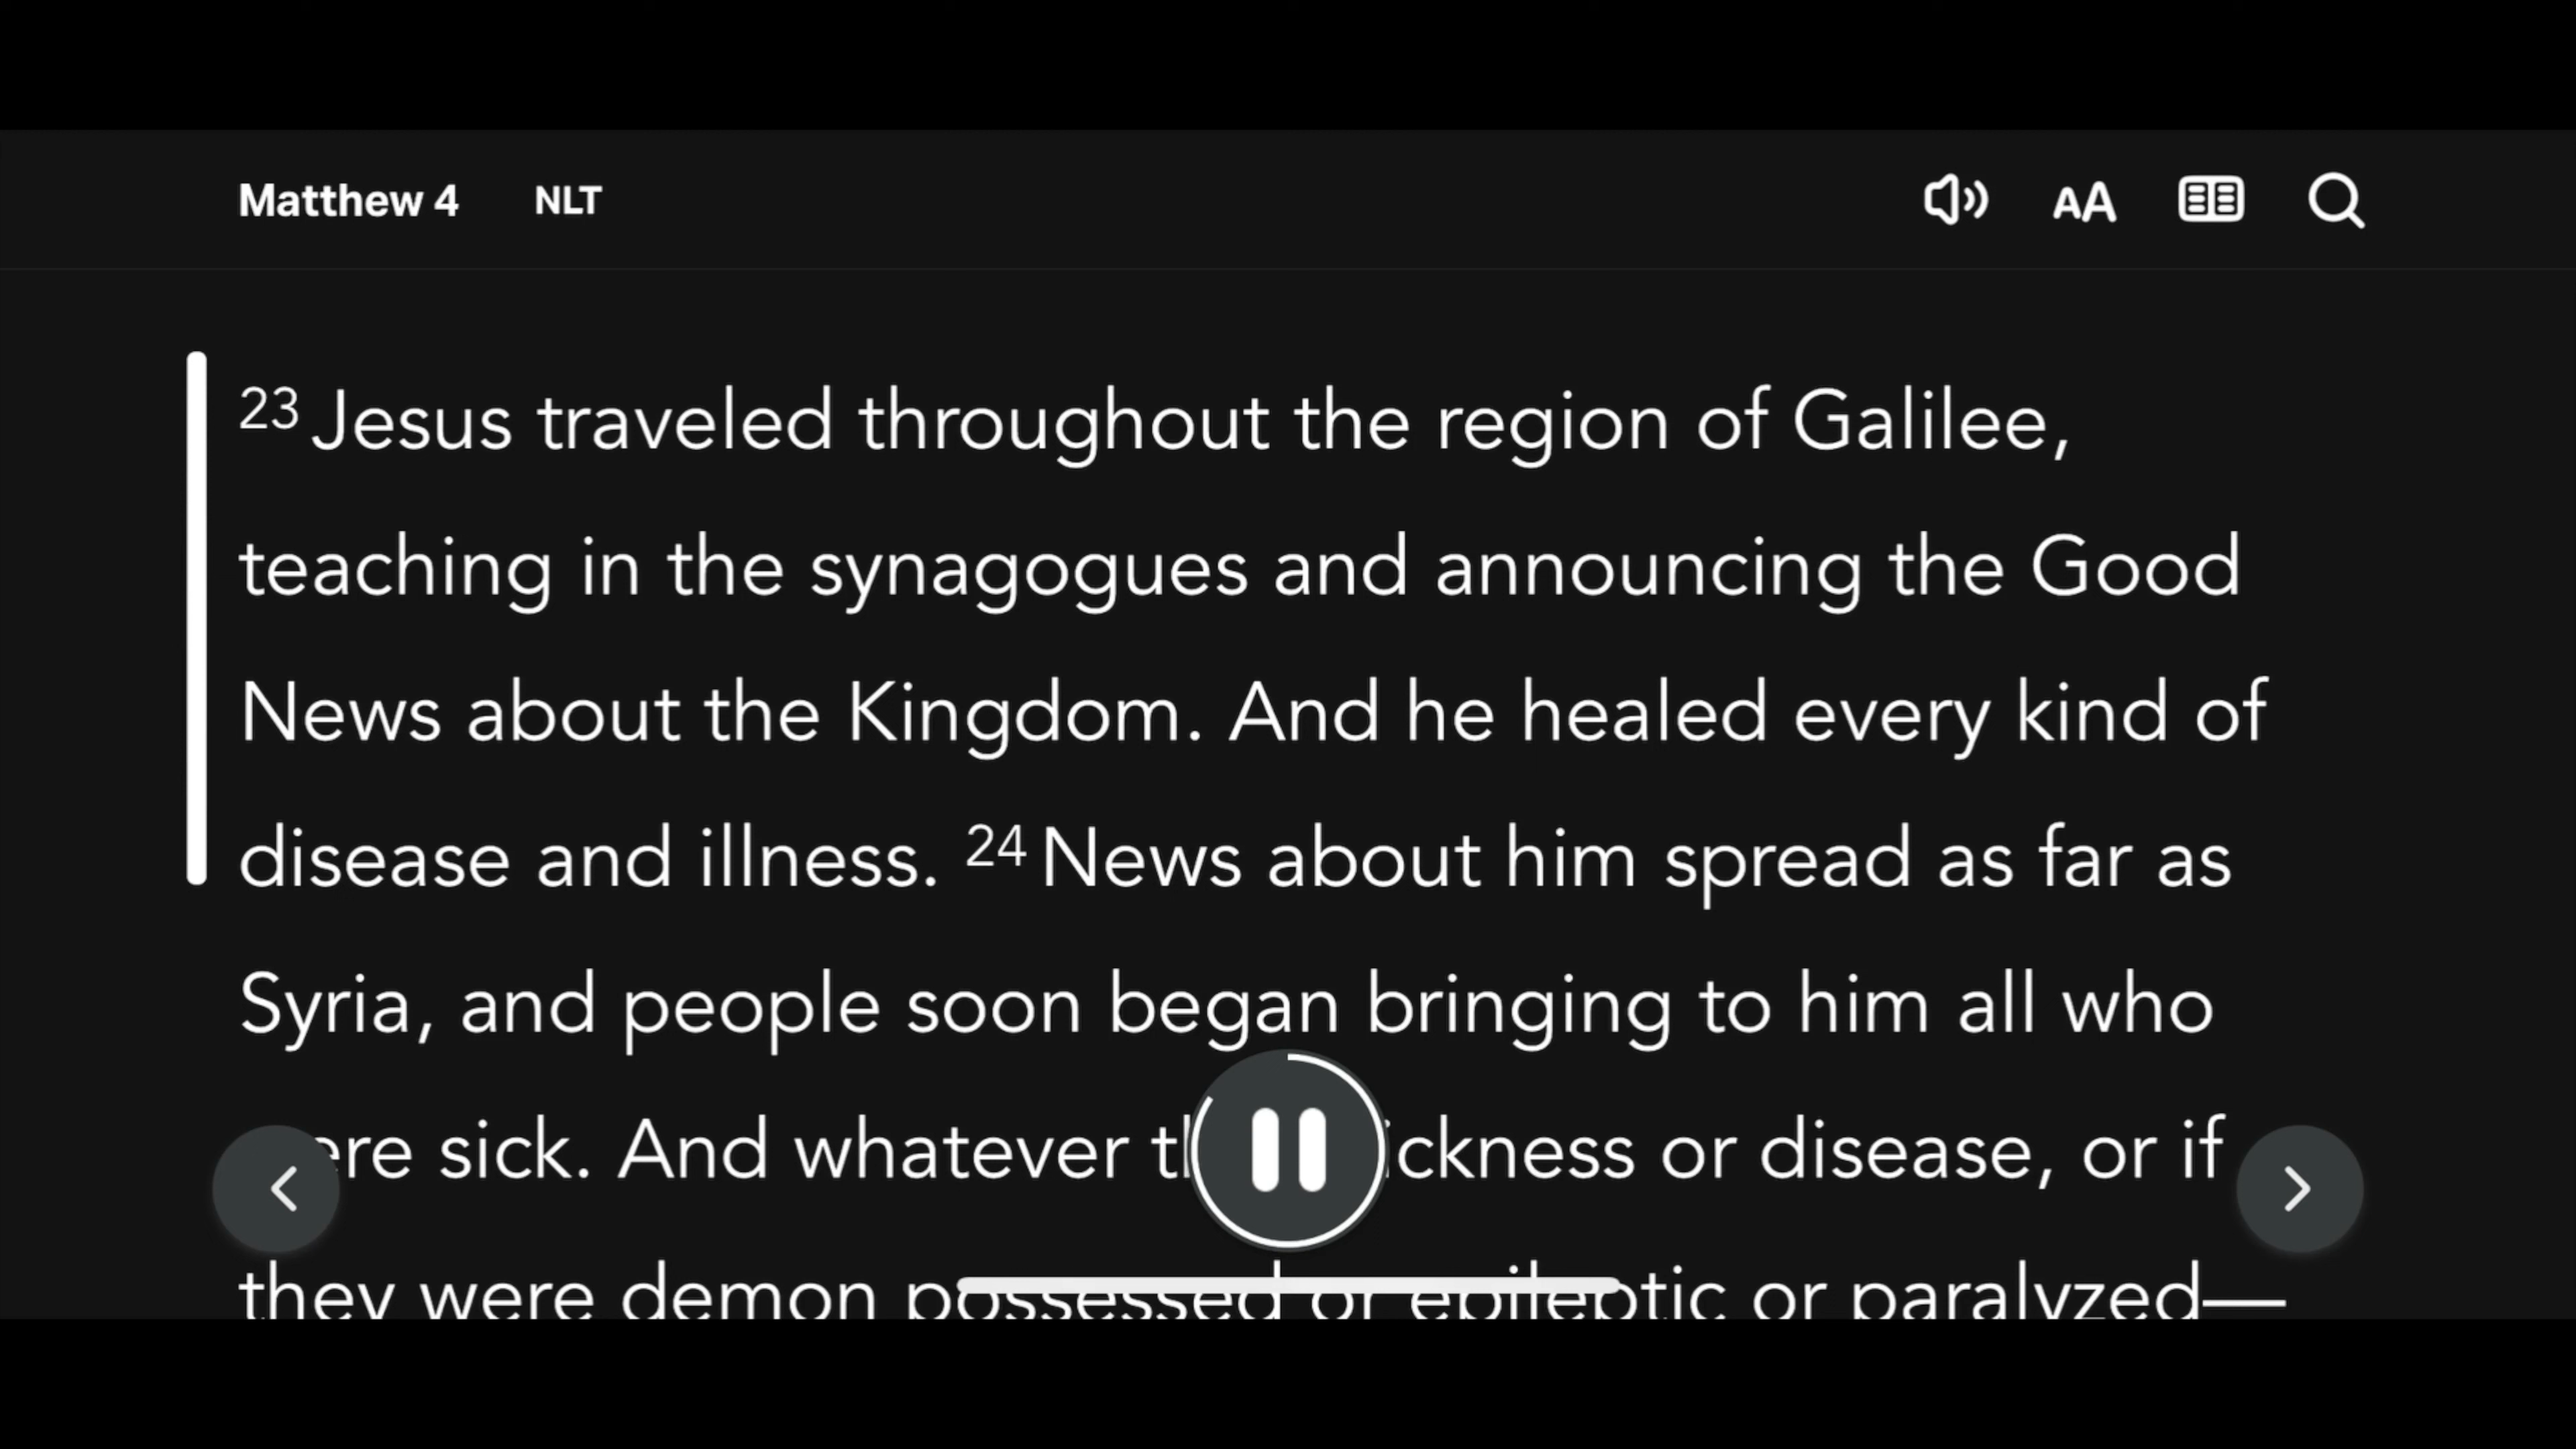 Matthew 4 NLT AA
23 Jesus traveled throughout the region of Galilee,
teaching in the synagogues and announcing the Good
News about the Kingdom. And he healed every kind of
disease and illness. 24 News about him spread as far as
Syria, and people soon began bringing to him all who
sick. And whatever or disease, or if
they were demon possessed or epileptic or paralyzed—